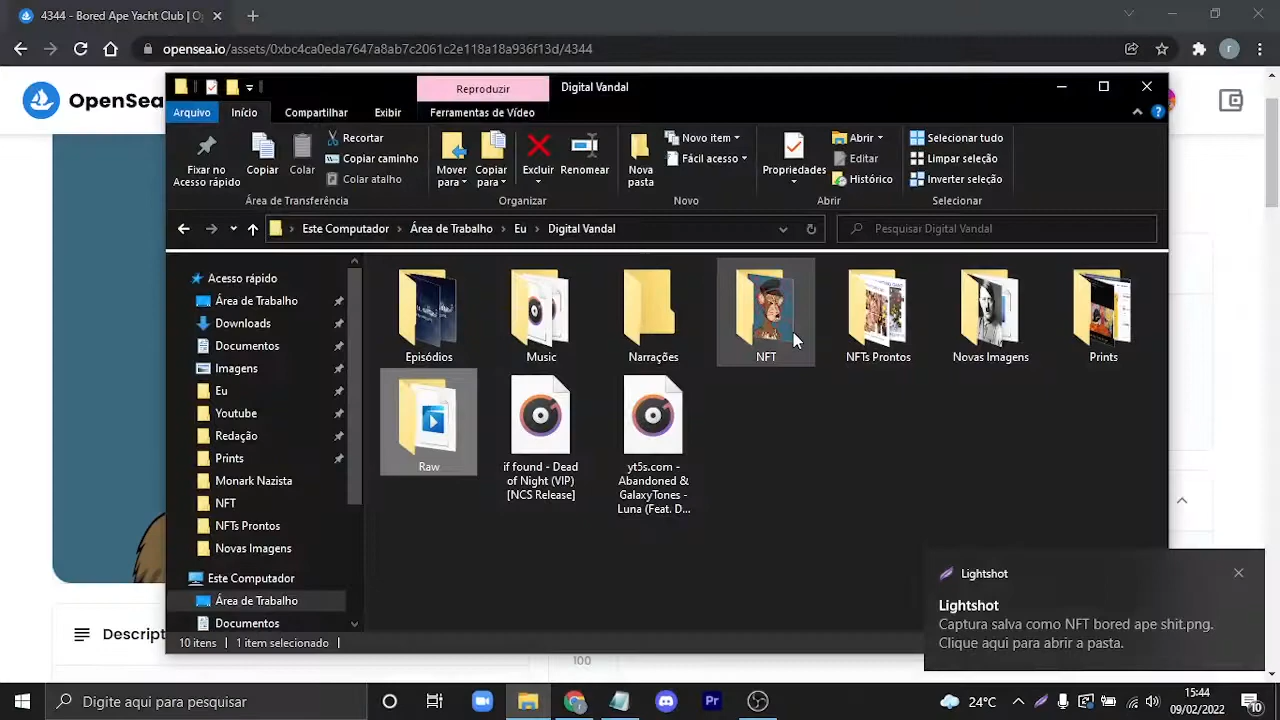 4344 - Bored Ape Yacht Club | O
opensea.io/assets/0xbc4ca0eda7647a8ab7c2061c2e118a18a936f13d/4344
r
OpenSea
Reproduzir
Digital Vandal
Arquivo
Início
Compartilhar
Exibir
Ferramentas de Vídeo
Fixar no
Acesso rápido
Copiar
Colar
Recortar
Copiar caminho
Colar atalho
Área de Transferência
Mover
para
Copiar
para
Excluir
Renomear
Organizar
Nova
pasta
Novo item
Fácil acesso
Novo
Propriedades
Abrir
Editar
Histórico
Abrir
Selecionar tudo
Limpar seleção
Inverter seleção
Selecionar
Este Computador
Área de Trabalho
Eu
Digital Vandal
Pesquisar Digital Vandal
Acesso rápido
Área de Trabalho
Downloads
Documentos
Imagens
Eu
Youtube
Redação
Prints
Monark Nazista
NFT
NFTs Prontos
Novas Imagens
Este Computador
Área de Trabalho
Documentos
Episódios
Music
Narrações
NFT
NFTs Prontos
Novas Imagens
Prints
Raw
if found - Dead
of Night (VIP)
[NCS Release]
yt5s.com -
Abandoned &
GalaxyTones -
Luna (Feat. D...
10 itens
1 item selecionado
Lightshot
Lightshot
Captura salva como NFT bored ape shit.png.
Clique aqui para abrir a pasta.
Descript
100
Digite aqui para pesquisar
Pr
24°C
15:44
09/02/2022
10